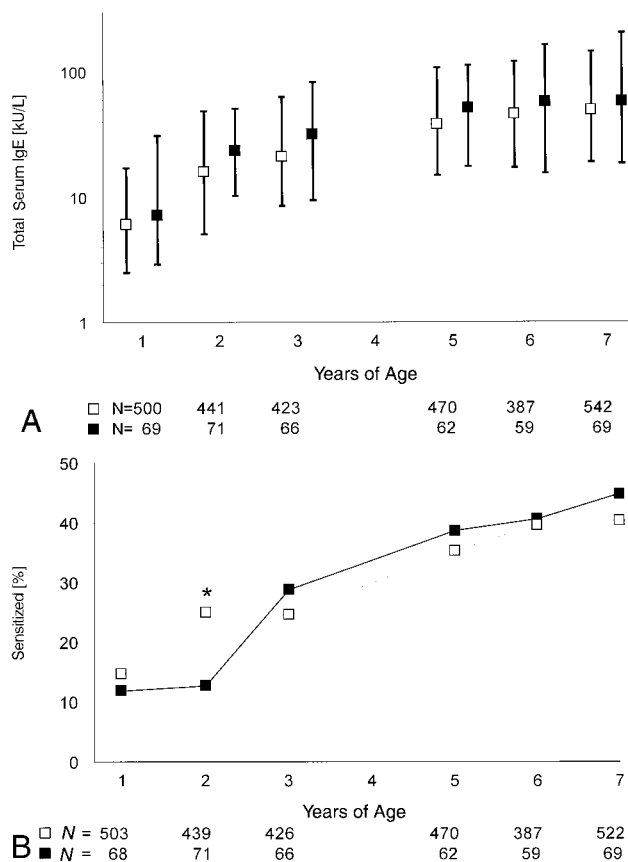 100
10
1
Total Serum IgE [kU/L]
1 2 3 4 5 6 7
Years of Age
A
□ N=500 441 423 470 387 542
■ N= 69 71 66 62 59 69
50
40
30
20
10
0
Sensitized [%]
*
1 2 3 4 5 6 7
Years of Age
B
□ N = 503 439 426 470 387 522
■ N = 68 71 66 62 59 69